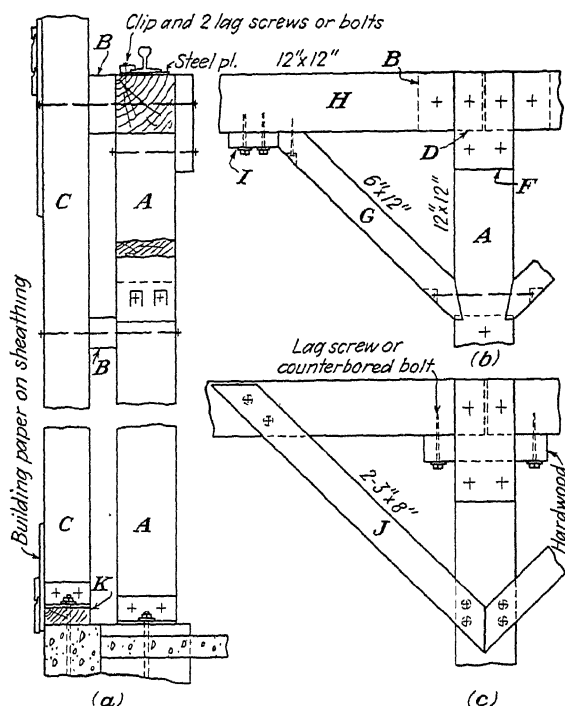 Clip and 2 lag screws or bolts
B
Steel pl.
12"x12"
B
H
D
F
I
6"x12"
G
12"x12"
A
C
A
B
(b)
Building paper on sheathing
Lag screw or
counterbored bolt
2-3"x8"
J
Hardwood
C
A
K
(a)
(c)